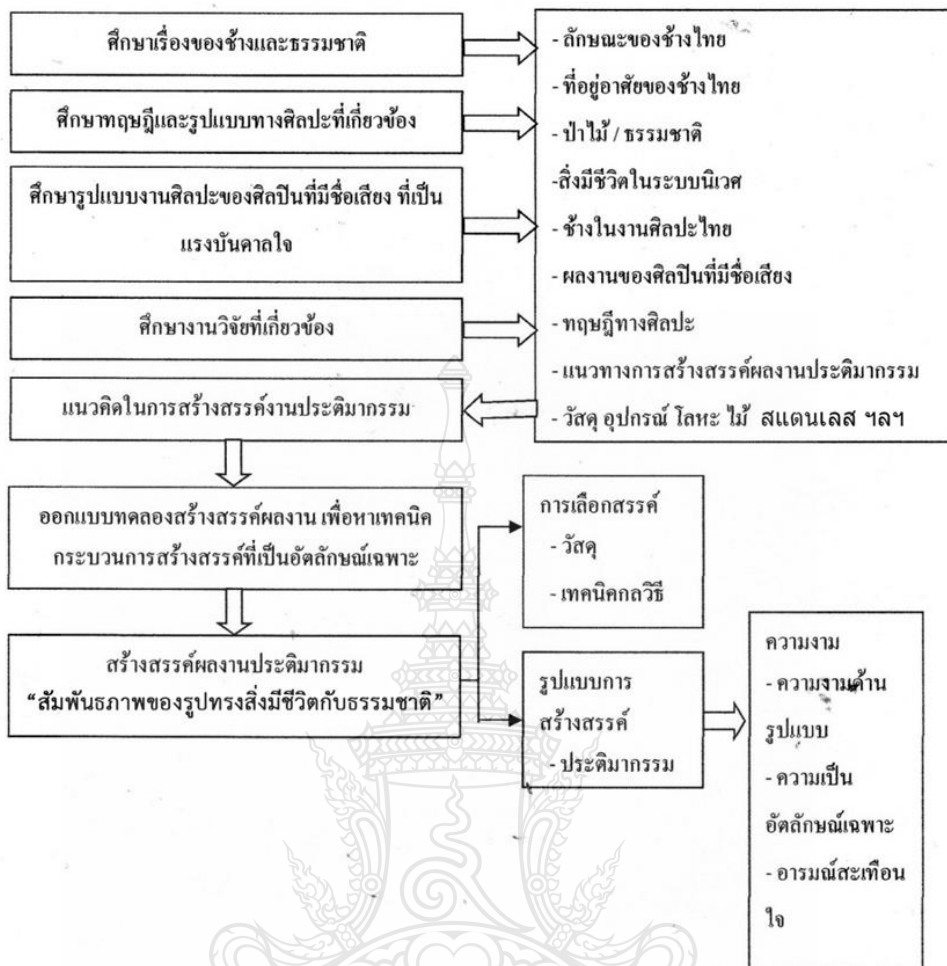 ศึกษาเรื่องของช้างและธรรมชาติ
ศึกษาทฤษฎีและรูปแบบทางศิลปะที่เกี่ยวข้อง
ศึกษารูปแบบงานศิลปะของศิลปินที่มีชื่อเสียง ที่เป็น
แรงบันดาลใจ
ศึกษางานวิจัยที่เกี่ยวข้อง
- ลักษณะของช้างไทย
- ที่อยู่อาศัยของช้างไทย
- ป่าไม้ / ธรรมชาติ
-สิ่งมีชีวิตในระบบนิเวศ
- ช้างในงานศิลปะไทย
- ผลงานของศิลปินที่มีชื่อเสียง
- ทฤษฎีทางศิลปะ
- แนวทางการสร้างสรรค์ผลงานประติมากรรม
- วัสดุ อุปกรณ์ โลหะ ไม้ สแตนเลส ฯลฯ
แนวคิดในการสร้างสรรค์งานประติมากรรม
ออกแบบทดลองสร้างสรรค์ผลงาน เพื่อหาเทคนิค
กระบวนการสร้างสรรค์ที่เป็นอัตลักษณ์เฉพาะ
สร้างสรรค์ผลงานประติมากรรม
“สัมพันธภาพของรูปทรงสิ่งมีชีวิตกับธรรมชาติ”
การเลือกสรรค์
- วัสดุ
- เทคนิคกลวิธี
รูปแบบการ
สร้างสรรค์
- ประติมากรรม
ความงาม
- ความงามด้าน
รูปแบบ
- ความเป็น
อัตลักษณ์เฉพาะ
- อารมณ์สะเทือน
ใจ